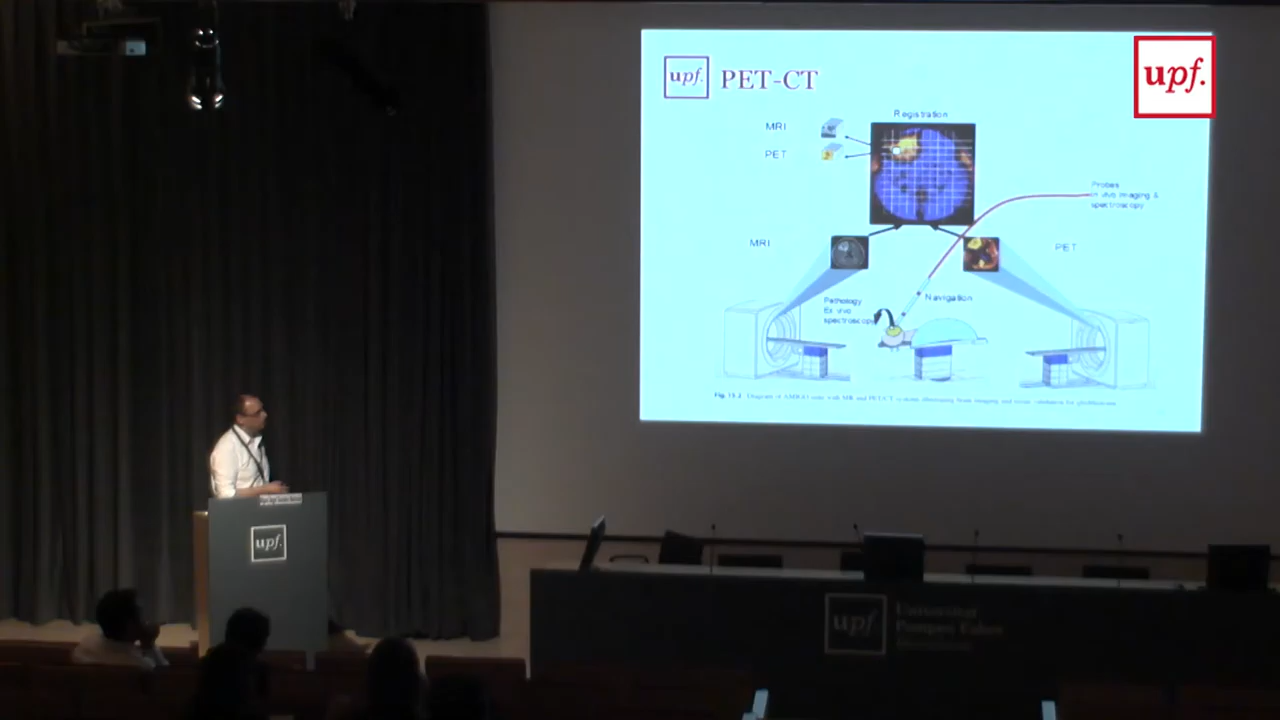 upf. PET-CT
upf.
Registration
MRI
PET
Probes
in vivo imaging &
spectroscopy
MRI
PET
Pathology
Ex vivo
spectroscopy
Navigation
upf.
upf.
Universitat
Pompeu Fabra